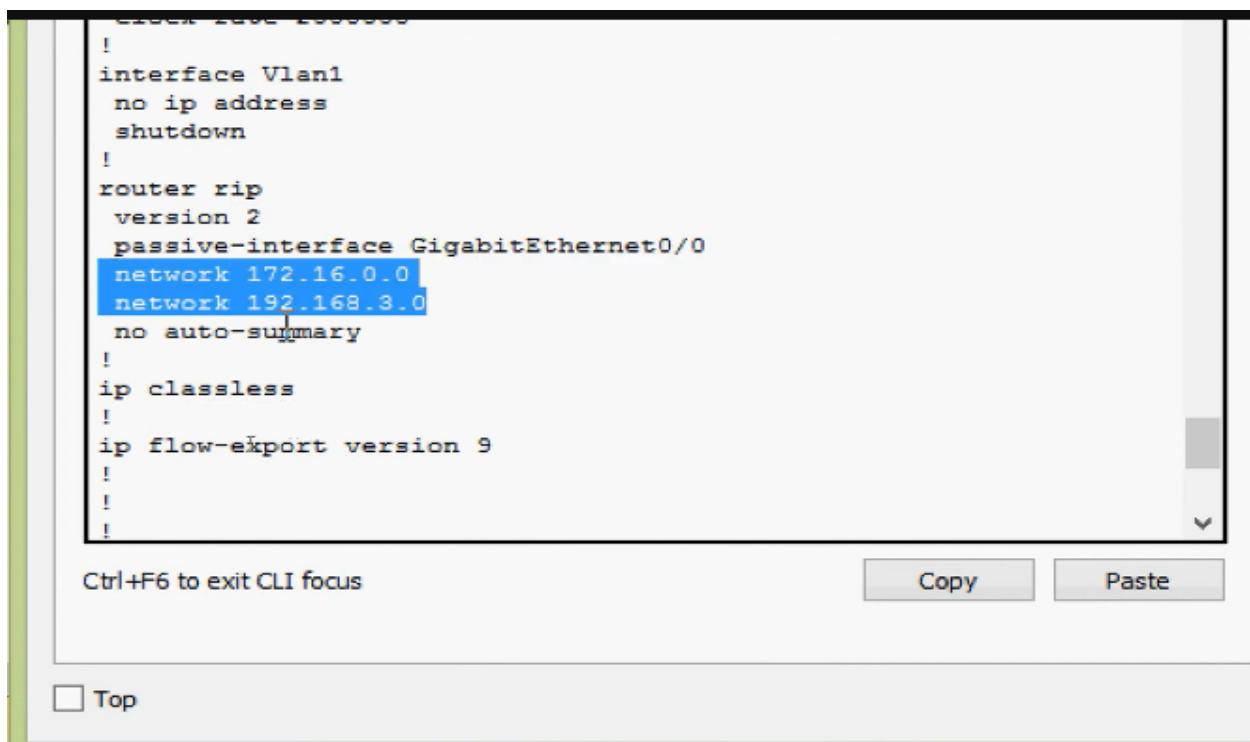 !
interface Vlan1
no ip address
shutdown
!
router rip
version 2
passive-interface GigabitEthernet0/0
network 172.16.0.0
network 192.168.3.0
no auto-summary
!
ip classless
!
ip flow-export version 9
!
!
!
Ctrl+F6 to exit CLI focus
Copy Paste
Top